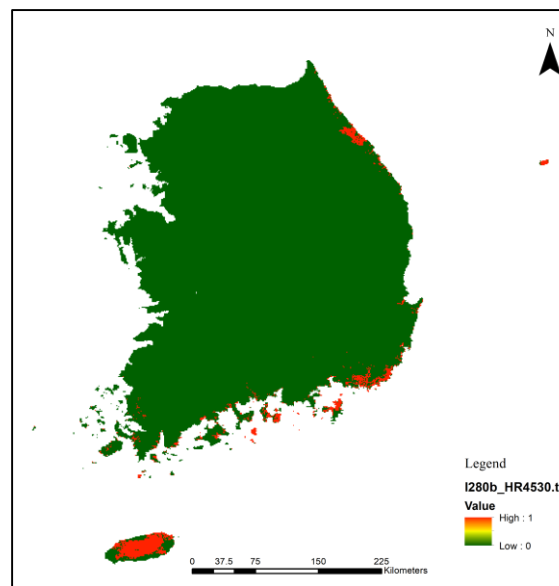 N
Legend
I280b_HR4530.t
Value
High : 1
Low : 0
0 37.5 75 150 225
Kilometers